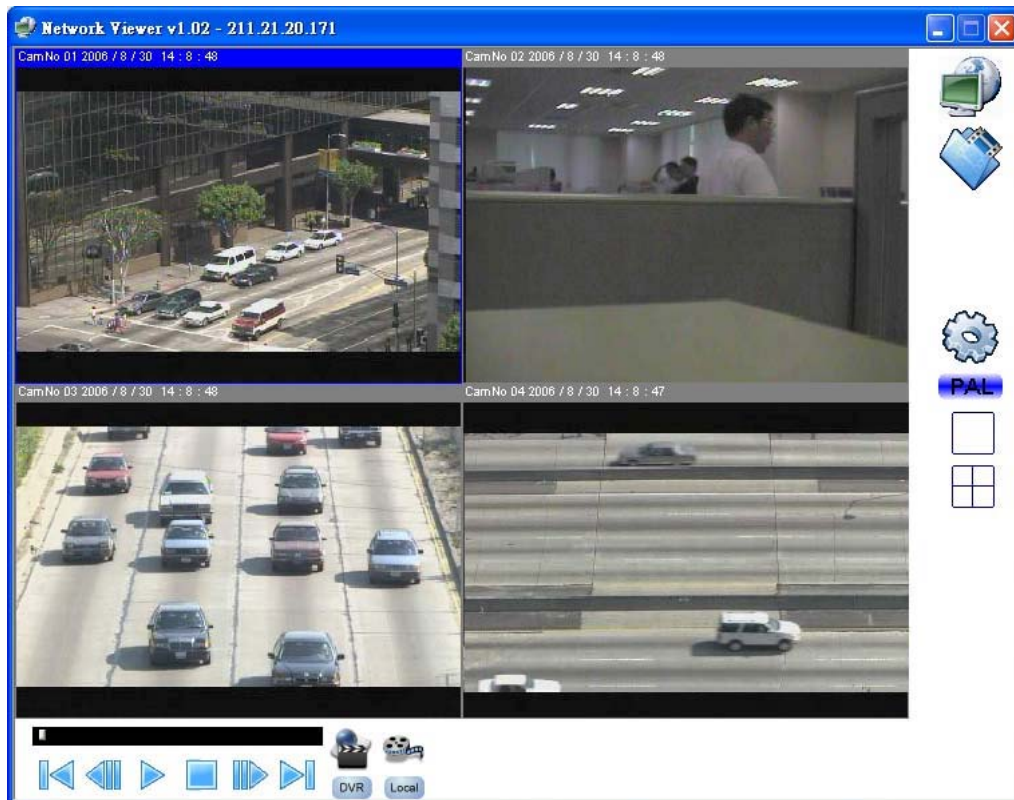 Network Viewer v1.02 - 211.21.20.171
CamNo 01 2006 / 8 / 30 14 : 8 : 48
CamNo 02 2006 / 8 / 30 14 : 8 : 48
CamNo 03 2006 / 8 / 30 14 : 8 : 48
CamNo 04 2006 / 8 / 30 14 : 8 : 47
PAL
DVR
Local